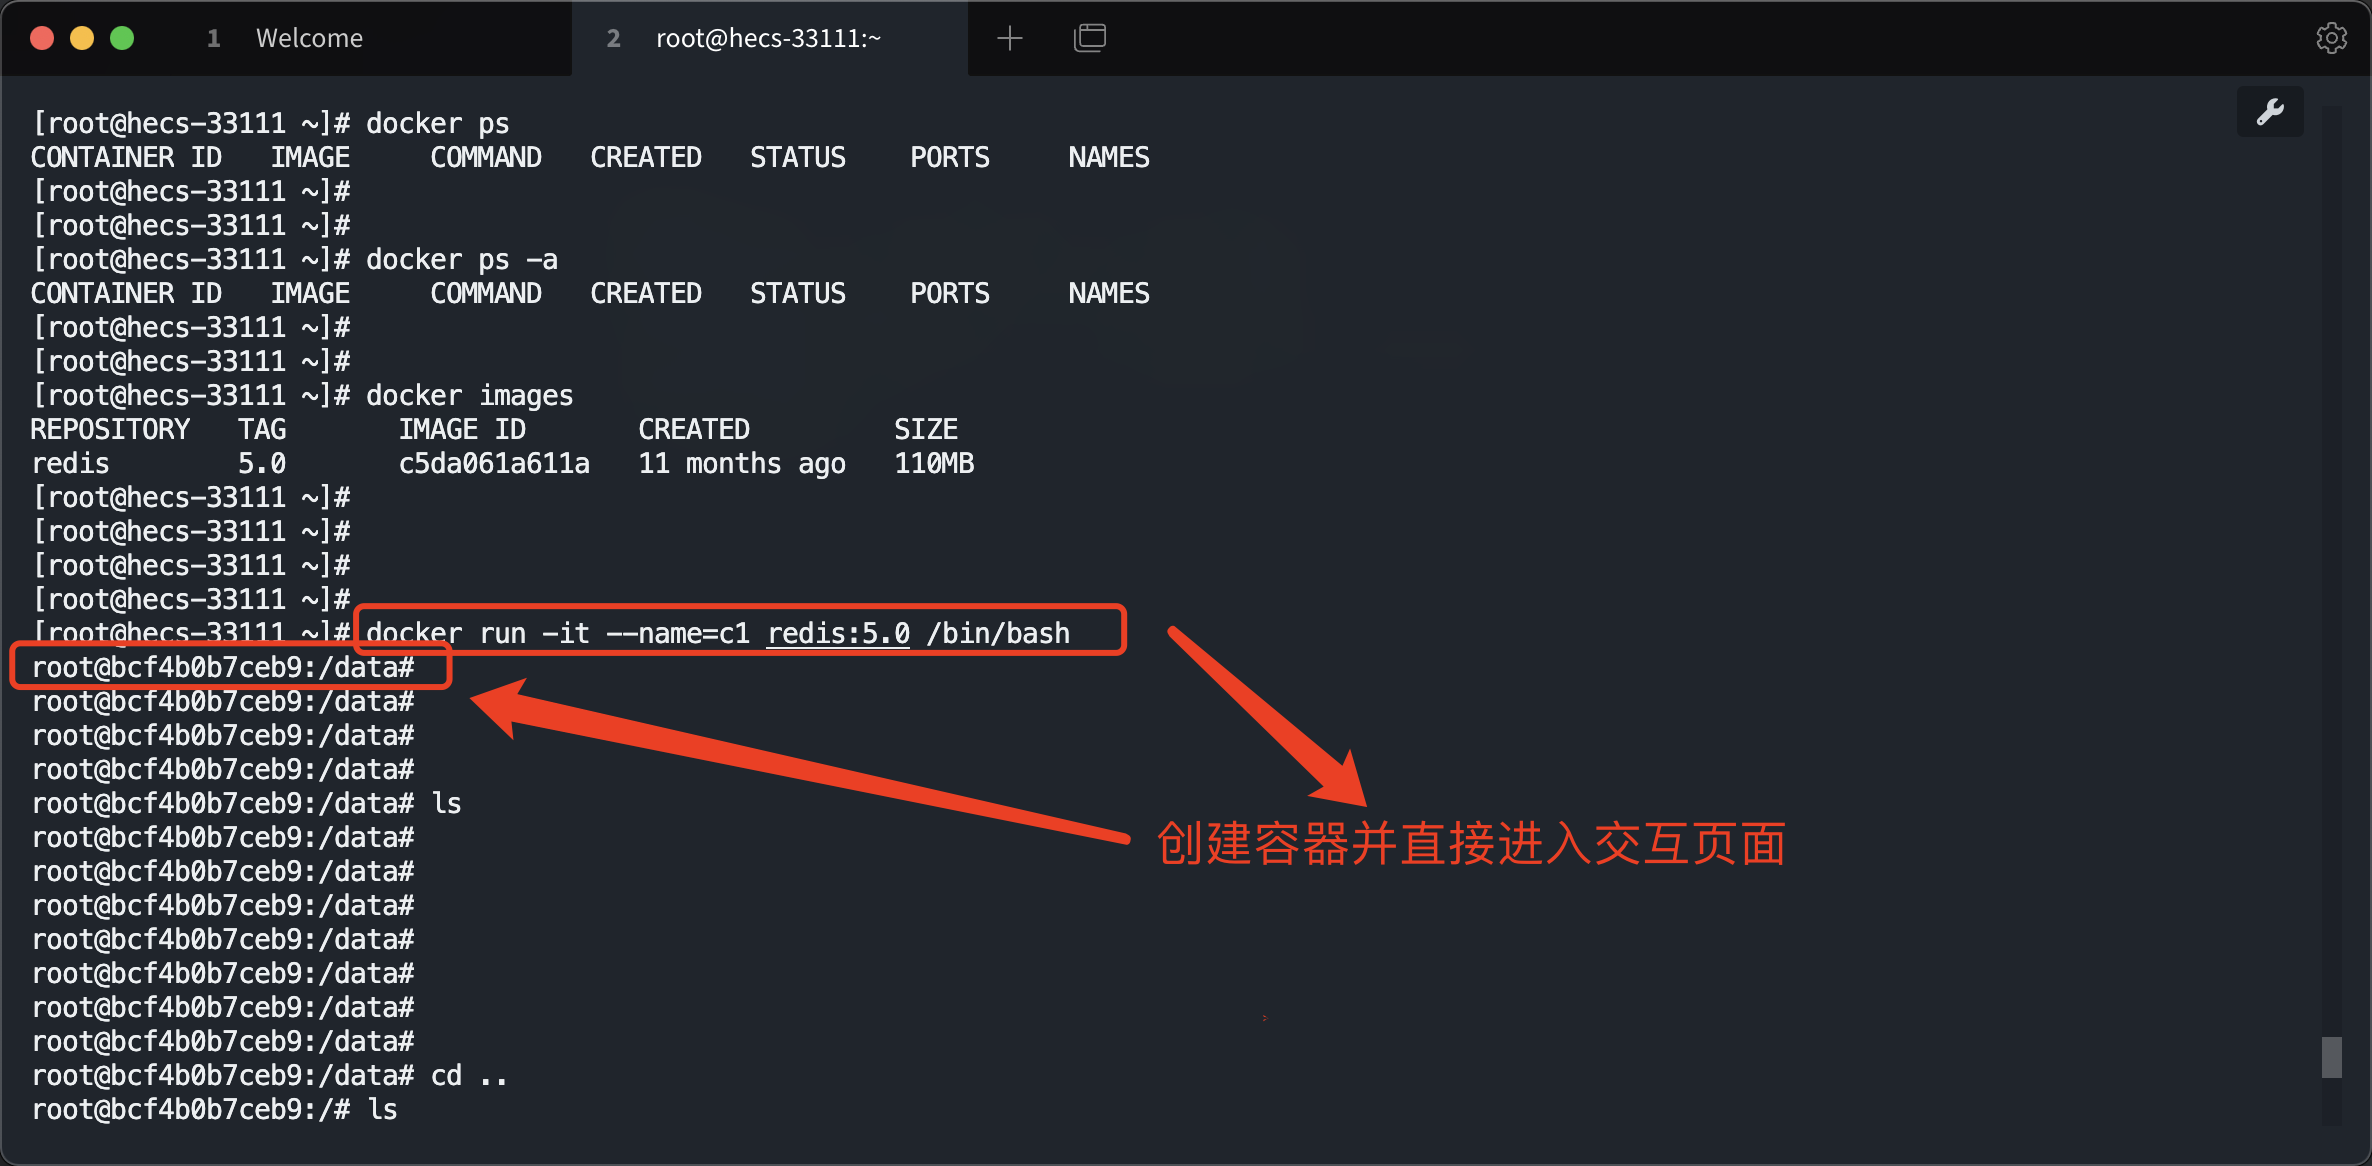 1 Welcome 2 root@hecs-33111:~
[root@hecs-33111 ~]# docker ps
CONTAINER ID   IMAGE     COMMAND   CREATED   STATUS    PORTS     NAMES
[root@hecs-33111 ~]#
[root@hecs-33111 ~]#
[root@hecs-33111 ~]# docker ps -a
CONTAINER ID   IMAGE     COMMAND   CREATED   STATUS    PORTS     NAMES
[root@hecs-33111 ~]#
[root@hecs-33111 ~]#
[root@hecs-33111 ~]# docker images
REPOSITORY   TAG       IMAGE ID       CREATED         SIZE
redis        5.0       c5da061a611a   11 months ago   110MB
[root@hecs-33111 ~]#
[root@hecs-33111 ~]#
[root@hecs-33111 ~]#
[root@hecs-33111 ~]#
[root@hecs-33111 ~]# docker run -it --name=c1 redis:5.0 /bin/bash
root@bcf4b0b7ceb9:/data#
root@bcf4b0b7ceb9:/data#
root@bcf4b0b7ceb9:/data#
root@bcf4b0b7ceb9:/data#
root@bcf4b0b7ceb9:/data# ls
root@bcf4b0b7ceb9:/data#
创建容器并直接进入交互页面
root@bcf4b0b7ceb9:/data#
root@bcf4b0b7ceb9:/data#
root@bcf4b0b7ceb9:/data#
root@bcf4b0b7ceb9:/data#
root@bcf4b0b7ceb9:/data#
root@bcf4b0b7ceb9:/data#
root@bcf4b0b7ceb9:/data# cd ..
root@bcf4b0b7ceb9:/# ls